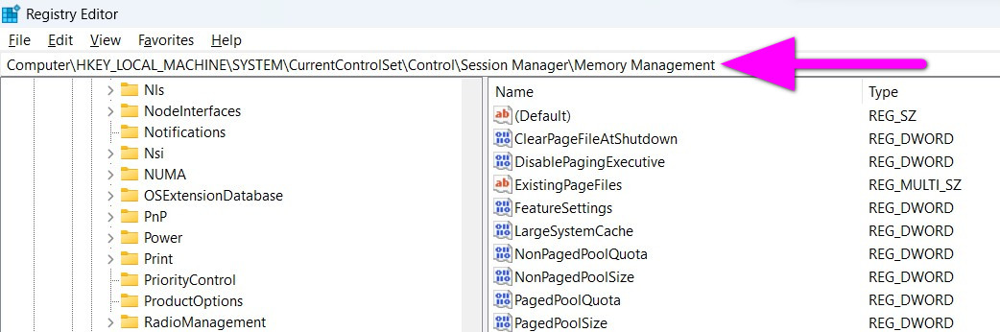 Registry Editor
File Edit View Favorites Help
Computer\HKEY_LOCAL_MACHINE\SYSTEM\CurrentControlSet\Control\Session Manager\Memory Management
Nls
NodeInterfaces
Notifications
Nsi
NUMA
OSExtensionDatabase
PnP
Power
Print
PriorityControl
ProductOptions
RadioManagement
Name Type
ab (Default) REG_SZ
ClearPageFileAtShutdown REG_DWORD
DisablePagingExecutive REG_DWORD
ab ExistingPageFiles REG_MULTI_SZ
FeatureSettings REG_DWORD
LargeSystemCache REG_DWORD
NonPagedPoolQuota REG_DWORD
NonPagedPoolSize REG_DWORD
PagedPoolQuota REG_DWORD
PagedPoolSize REG_DWORD